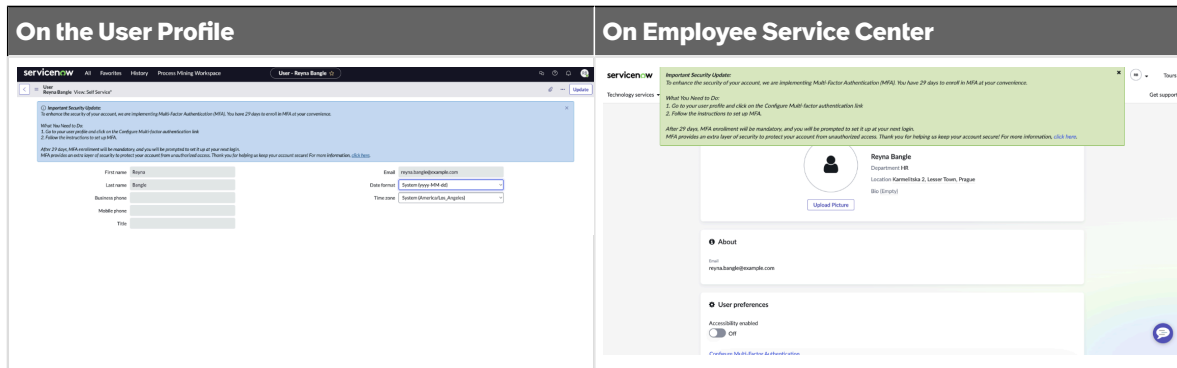 On the User Profile
servicenow All Favorites History Process Mining Workspace User - Reyna Bangle ☆
User
Reyna Bangle View: Self Service*
Update
Important Security Update:
To enhance the security of your account, we are implementing Multi-Factor Authentication (MFA). You have 29 days to enroll in MFA at your convenience.
What You Need to Do:
1. Go to your user profile and click on the Configure Multi-factor authentication link
2. Follow the instructions to set up MFA.
After 29 days, MFA enrollment will be mandatory, and you will be prompted to set it up at your next login.
MFA provides an extra layer of security to protect your account from unauthorized access. Thank you for helping us keep your account secure! For more information, click here.
First name Reyna
Last name Bangle
Business phone
Mobile phone
Title
Email reyna.bangle@example.com
Date format System (yyyy-MM-dd)
Time zone System (America/Los_Angeles)
On Employee Service Center
servicenow
Technology services
Tours
Get support
Important Security Update:
To enhance the security of your account, we are implementing Multi-Factor Authentication (MFA). You have 29 days to enroll in MFA at your convenience.
What You Need to Do:
1. Go to your user profile and click on the Configure Multi-factor authentication link
2. Follow the instructions to set up MFA.
After 29 days, MFA enrollment will be mandatory, and you will be prompted to set it up at your next login.
MFA provides an extra layer of security to protect your account from unauthorized access. Thank you for helping us keep your account secure! For more information, click here.
Reyna Bangle
Department HR
Location Karmelitska 2, Lesser Town, Prague
Bio (Empty)
Upload Picture
About
Email
reyna.bangle@example.com
User preferences
Accessibility enabled
Off
Configure Multi-Factor Authentication